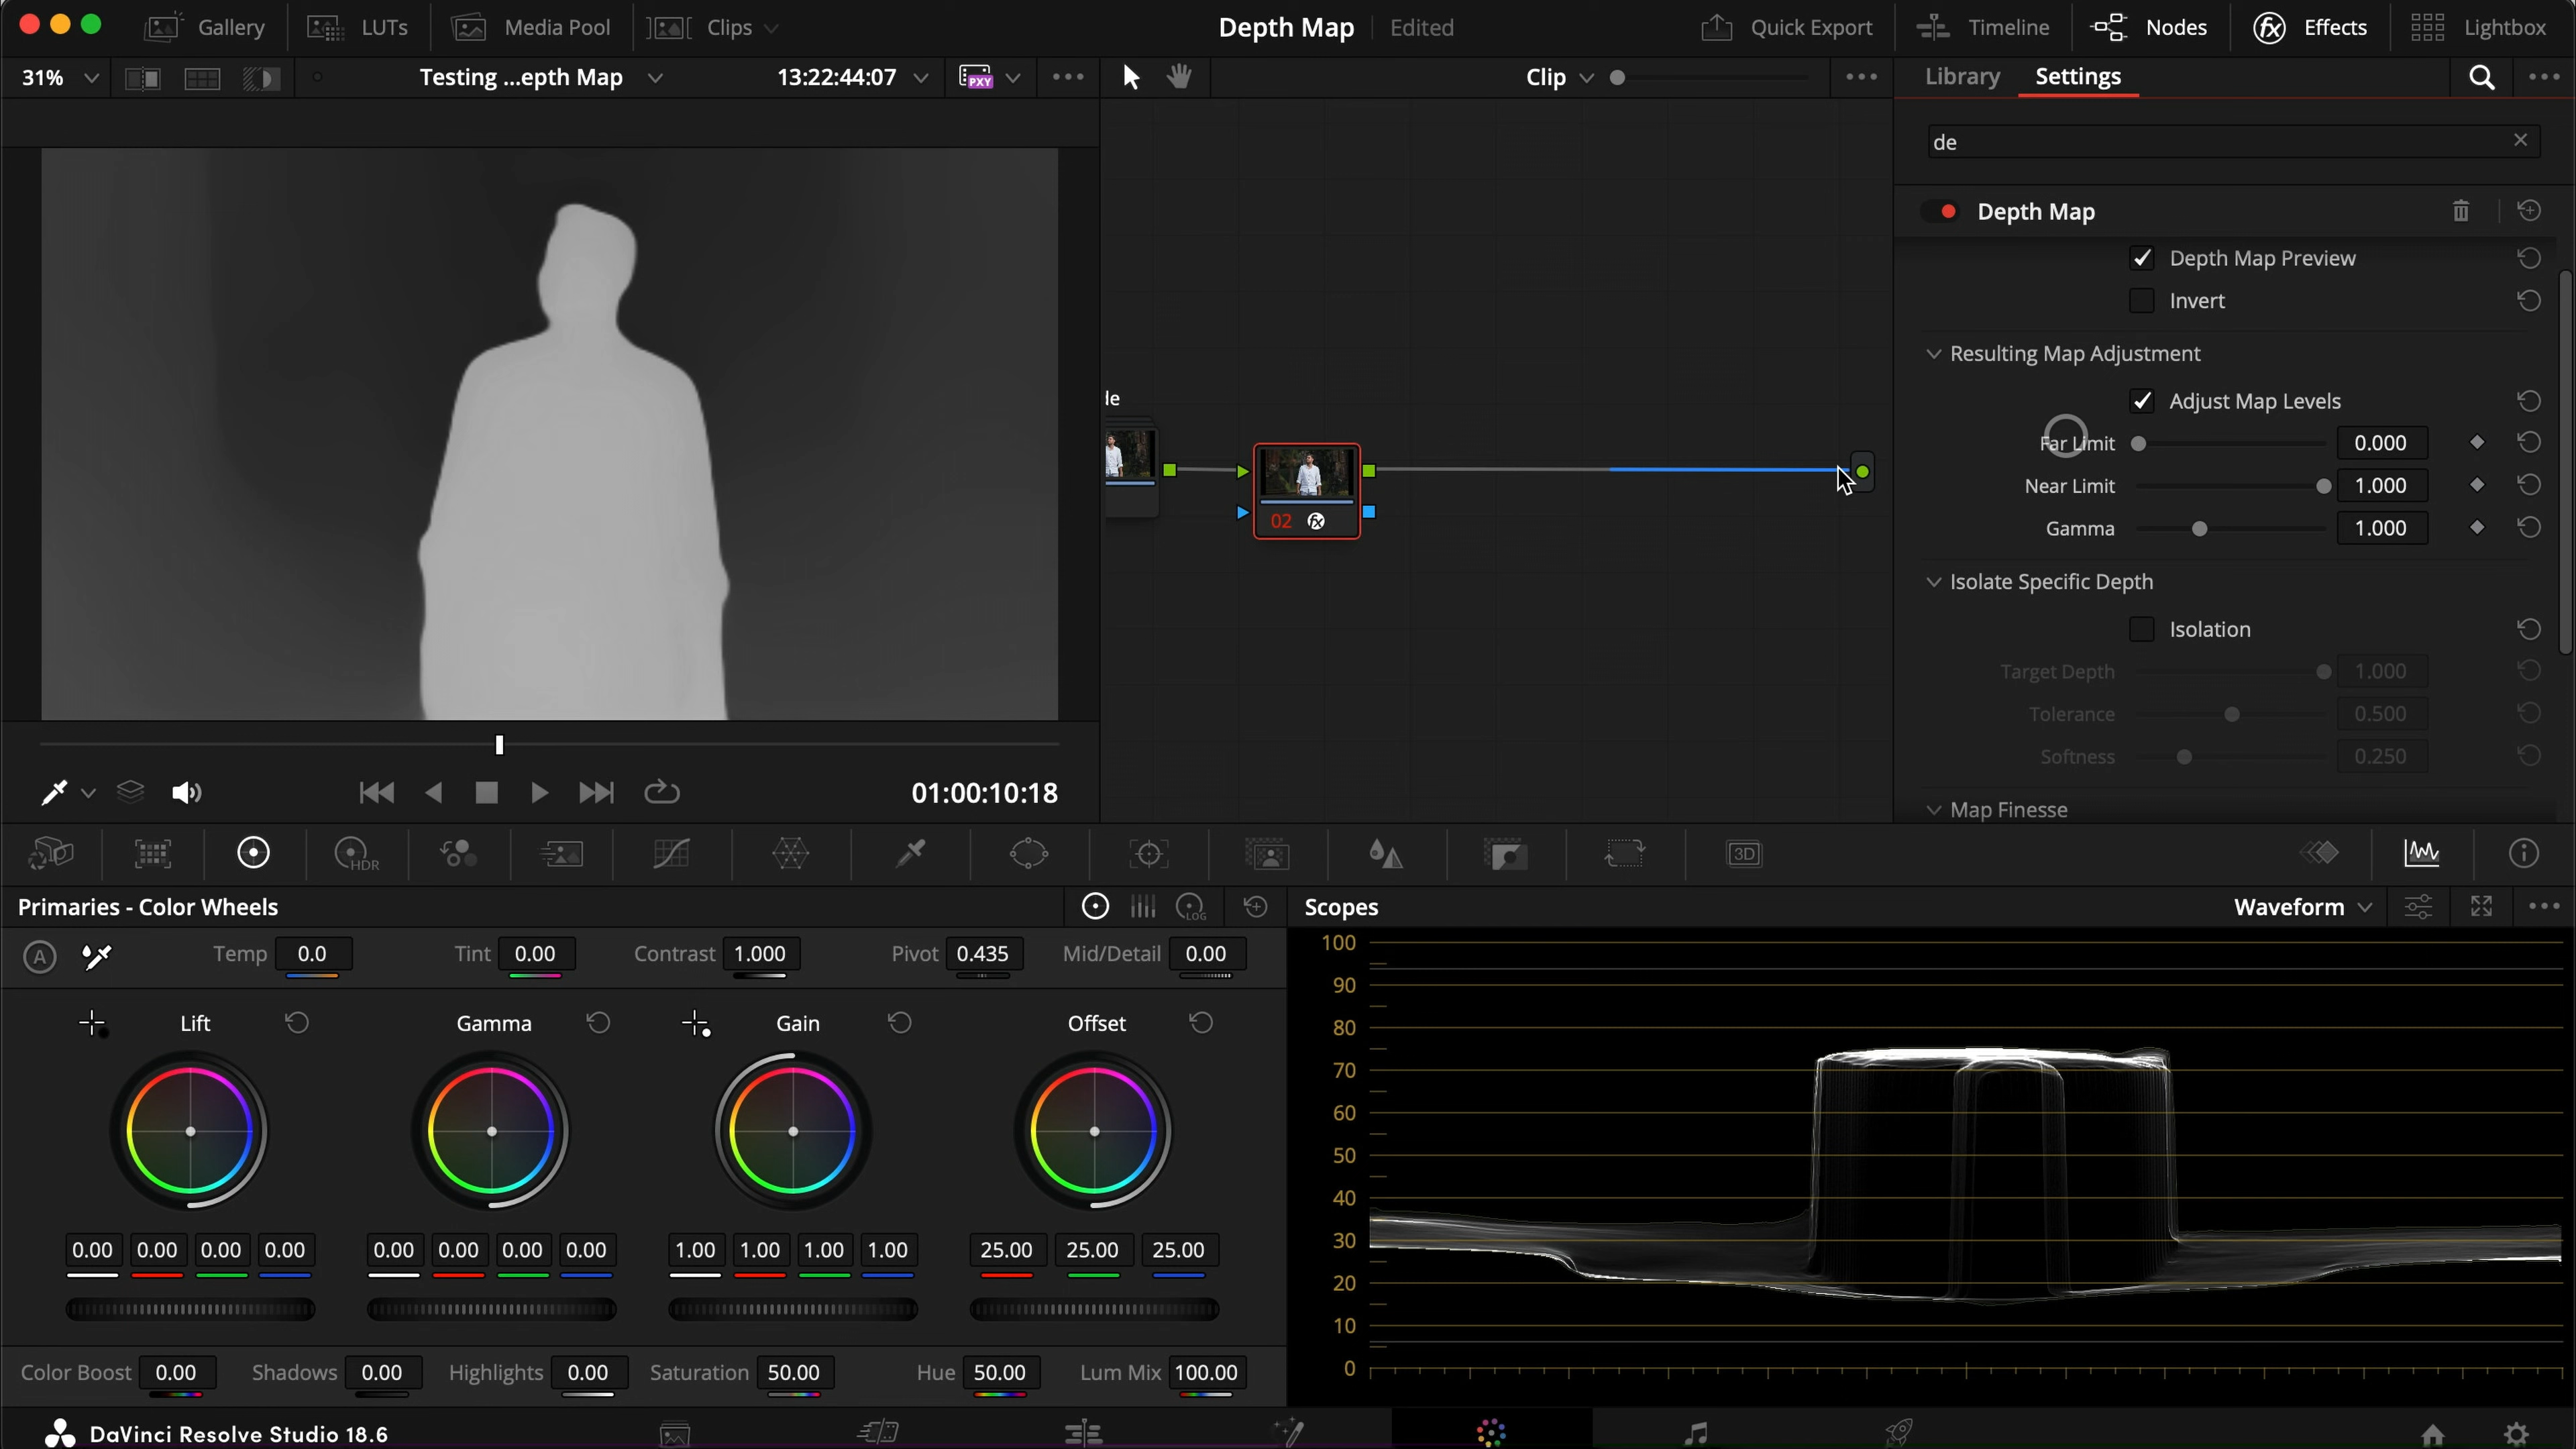 Gallery LUTs Media Pool Clips Depth Map Edited Quick Export Timeline Nodes Effects Lightbox
31% Testing ...epth Map 13:22:44:07 PXY Clip Library Settings
de
Depth Map
Depth Map Preview
Invert
Resulting Map Adjustment
Adjust Map Levels
Far Limit 0.000
Near Limit 1.000
Gamma 1.000
Isolate Specific Depth
Isolation
Target Depth 1.000
Tolerance 0.500
Softness 0.250
Map Finesse
de
02 fx
01:00:10:18
HDR 3D
Primaries - Color Wheels LOG
A Temp 0.0 Tint 0.00 Contrast 1.000 Pivot 0.435 Mid/Detail 0.00
Lift Gamma Gain Offset
0.00 0.00 0.00 0.00 0.00 0.00 0.00 0.00 1.00 1.00 1.00 1.00 25.00 25.00 25.00
Color Boost 0.00 Shadows 0.00 Highlights 0.00 Saturation 50.00 Hue 50.00 Lum Mix 100.00
Scopes Waveform
100
90
80
70
60
50
40
30
20
10
0
DaVinci Resolve Studio 18.6